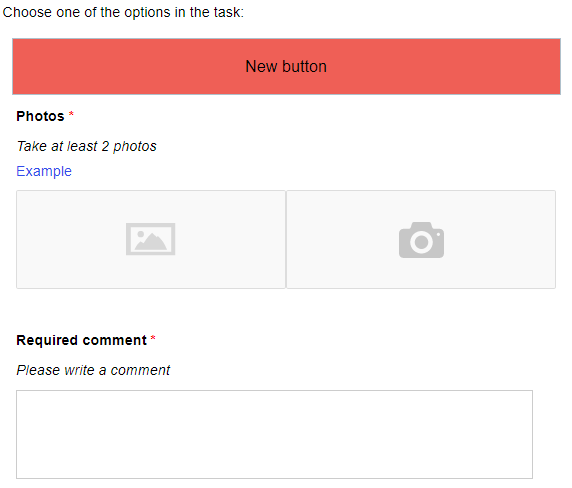 Choose one of the options in the task:
New button
Photos *
Take at least 2 photos
Example
Required comment *
Please write a comment